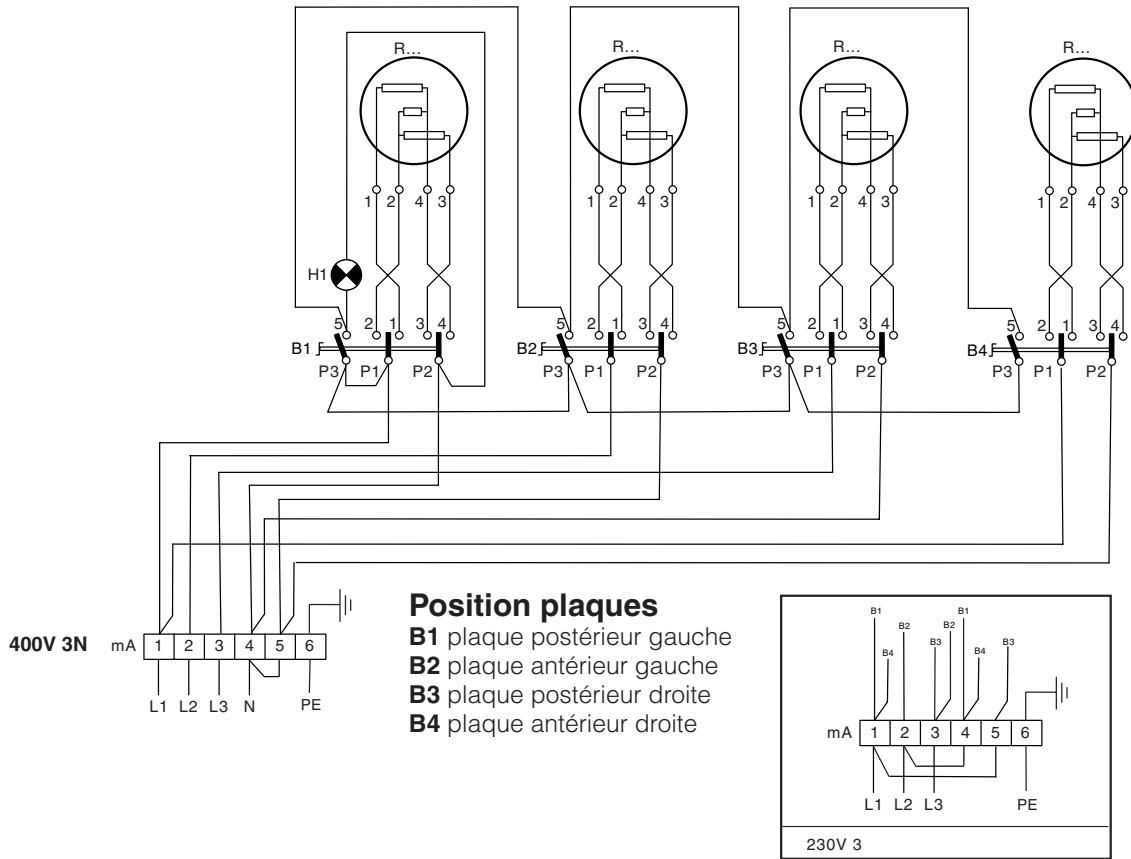 R... R... R... R...
1 2 4 3 1 2 4 3 1 2 4 3 1 2 4 3
H1
5 2 1 3 4 5 2 1 3 4 5 2 1 3 4 5 2 1 3 4
B1 B2 B3 B4
P3 P1 P2 P3 P1 P2 P3 P1 P2 P3 P1 P2
400V 3N mA 1 2 3 4 5 6
L1 L2 L3 N PE
Position plaques
B1 plaque postérieur gauche
B2 plaque antérieur gauche
B3 plaque postérieur droite
B4 plaque antérieur droite
B1 B2 B2 B1 B3
B4 B3 B4
mA 1 2 3 4 5 6
L1 L2 L3 PE
230V 3